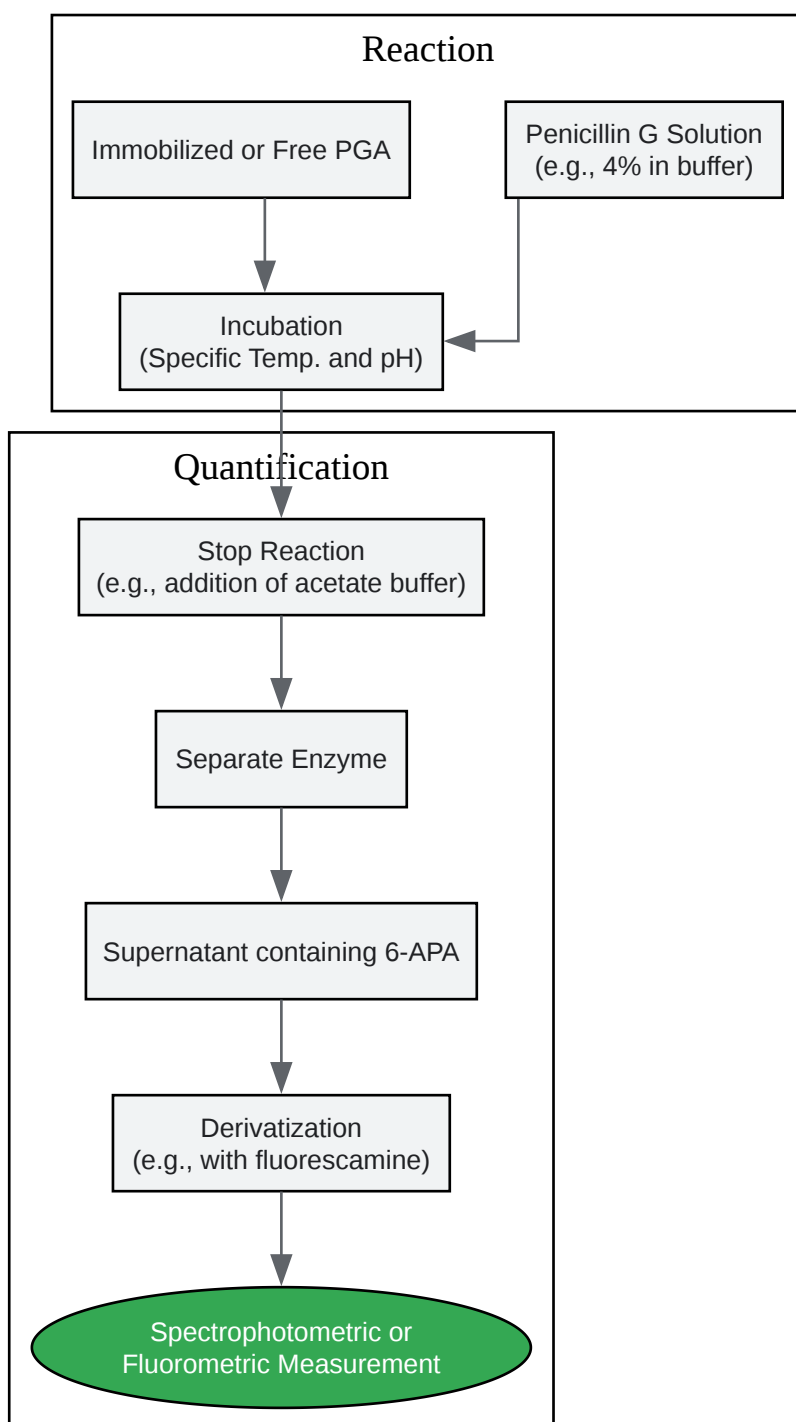 Reaction
Immobilized or Free PGA
Penicillin G Solution
(e.g., 4% in buffer)
Incubation
(Specific Temp. and pH)
Quantification
Stop Reaction
(e.g., addition of acetate buffer)
Separate Enzyme
Supernatant containing 6-APA
Derivatization
(e.g., with fluorescamine)
Spectrophotometric or
Fluorometric Measurement